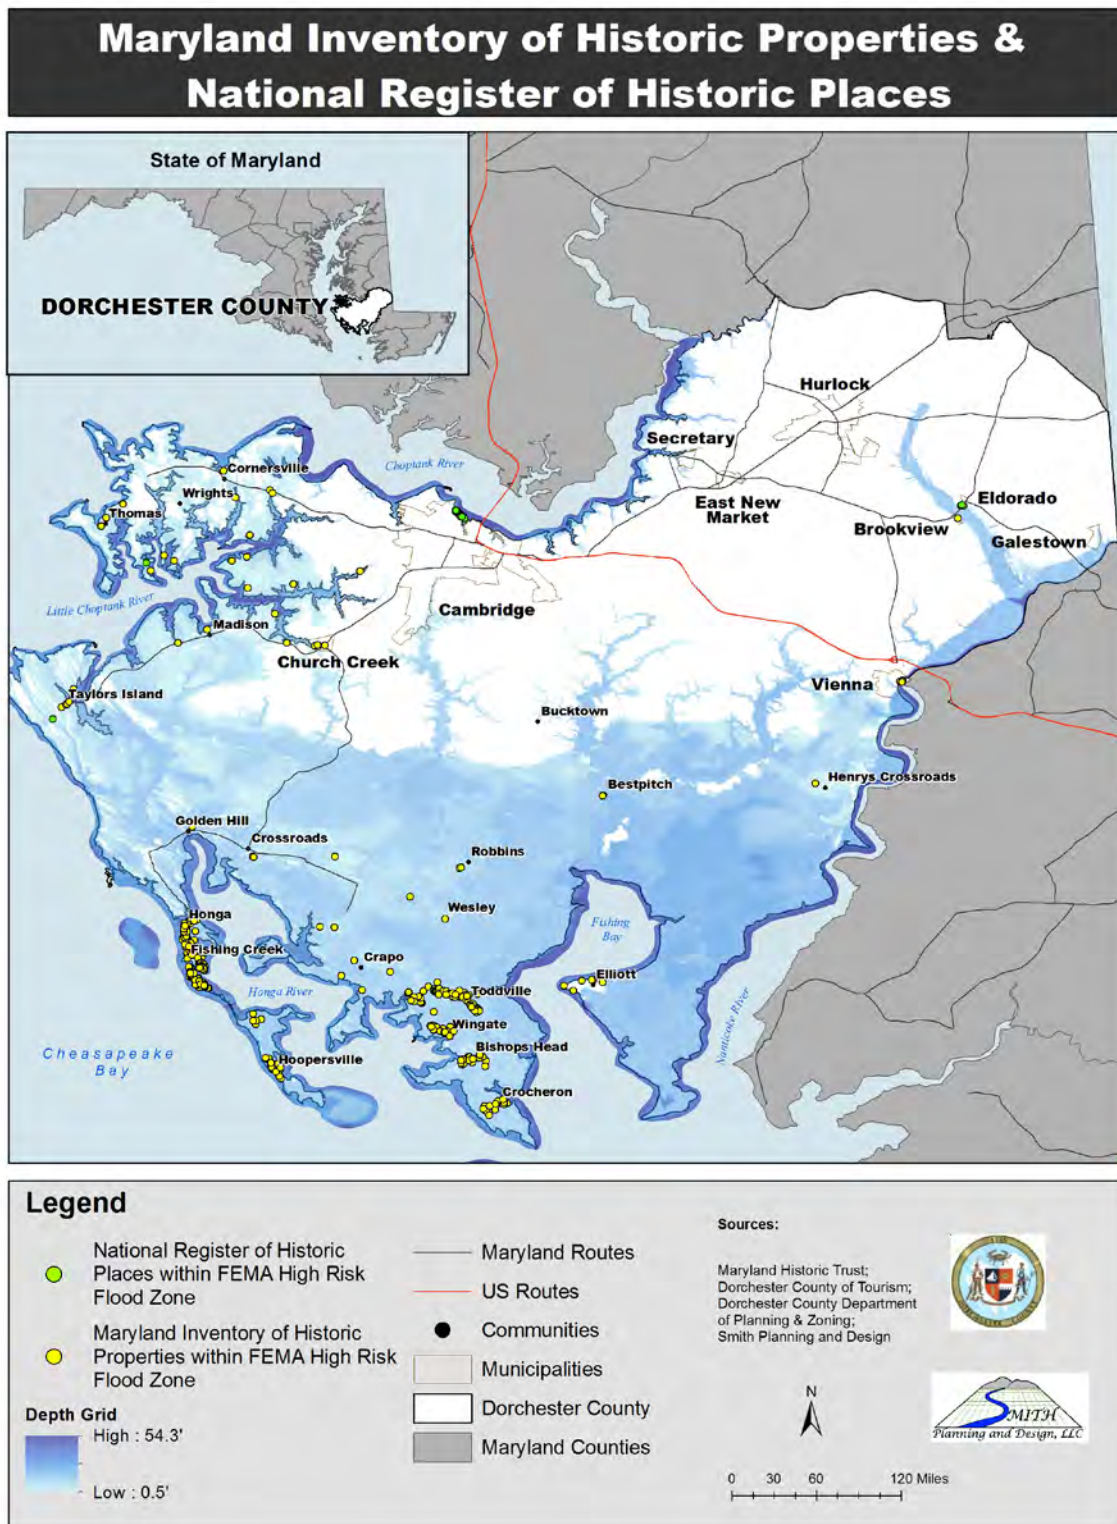 Maryland Inventory of Historic Properties &
National Register of Historic Places
State of Maryland
DORCHESTER COUNTY
Hurlock
Secretary
Choptank River
Cornersville
Wrights
Thomas
East New
Market
Eldorado
Brookview
Galestown
Little Choptank River
Cambridge
Madison
Church Creek
Vienna
Taylors Island
Bucktown
Bestpitch
Henrys Crossroads
Golden Hill
Crossroads
Robbins
Wesley
Honga
Fishing Creek
Fishing
Bay
Crapo
Elliott
Honga River
Toddville
Wingate
Nanticoke River
Cheasapeake
Bay
Hoopersville
Bishops Head
Crocheron
Legend
National Register of Historic
Places within FEMA High Risk
Flood Zone
Maryland Inventory of Historic
Properties within FEMA High Risk
Flood Zone
Depth Grid
High : 54.3'
Low : 0.5'
Maryland Routes
US Routes
Communities
Municipalities
Dorchester County
Maryland Counties
Sources:
Maryland Historic Trust;
Dorchester County of Tourism;
Dorchester County Department
of Planning & Zoning;
Smith Planning and Design
N
0 30 60 120 Miles
SMITH
Planning and Design, LLC